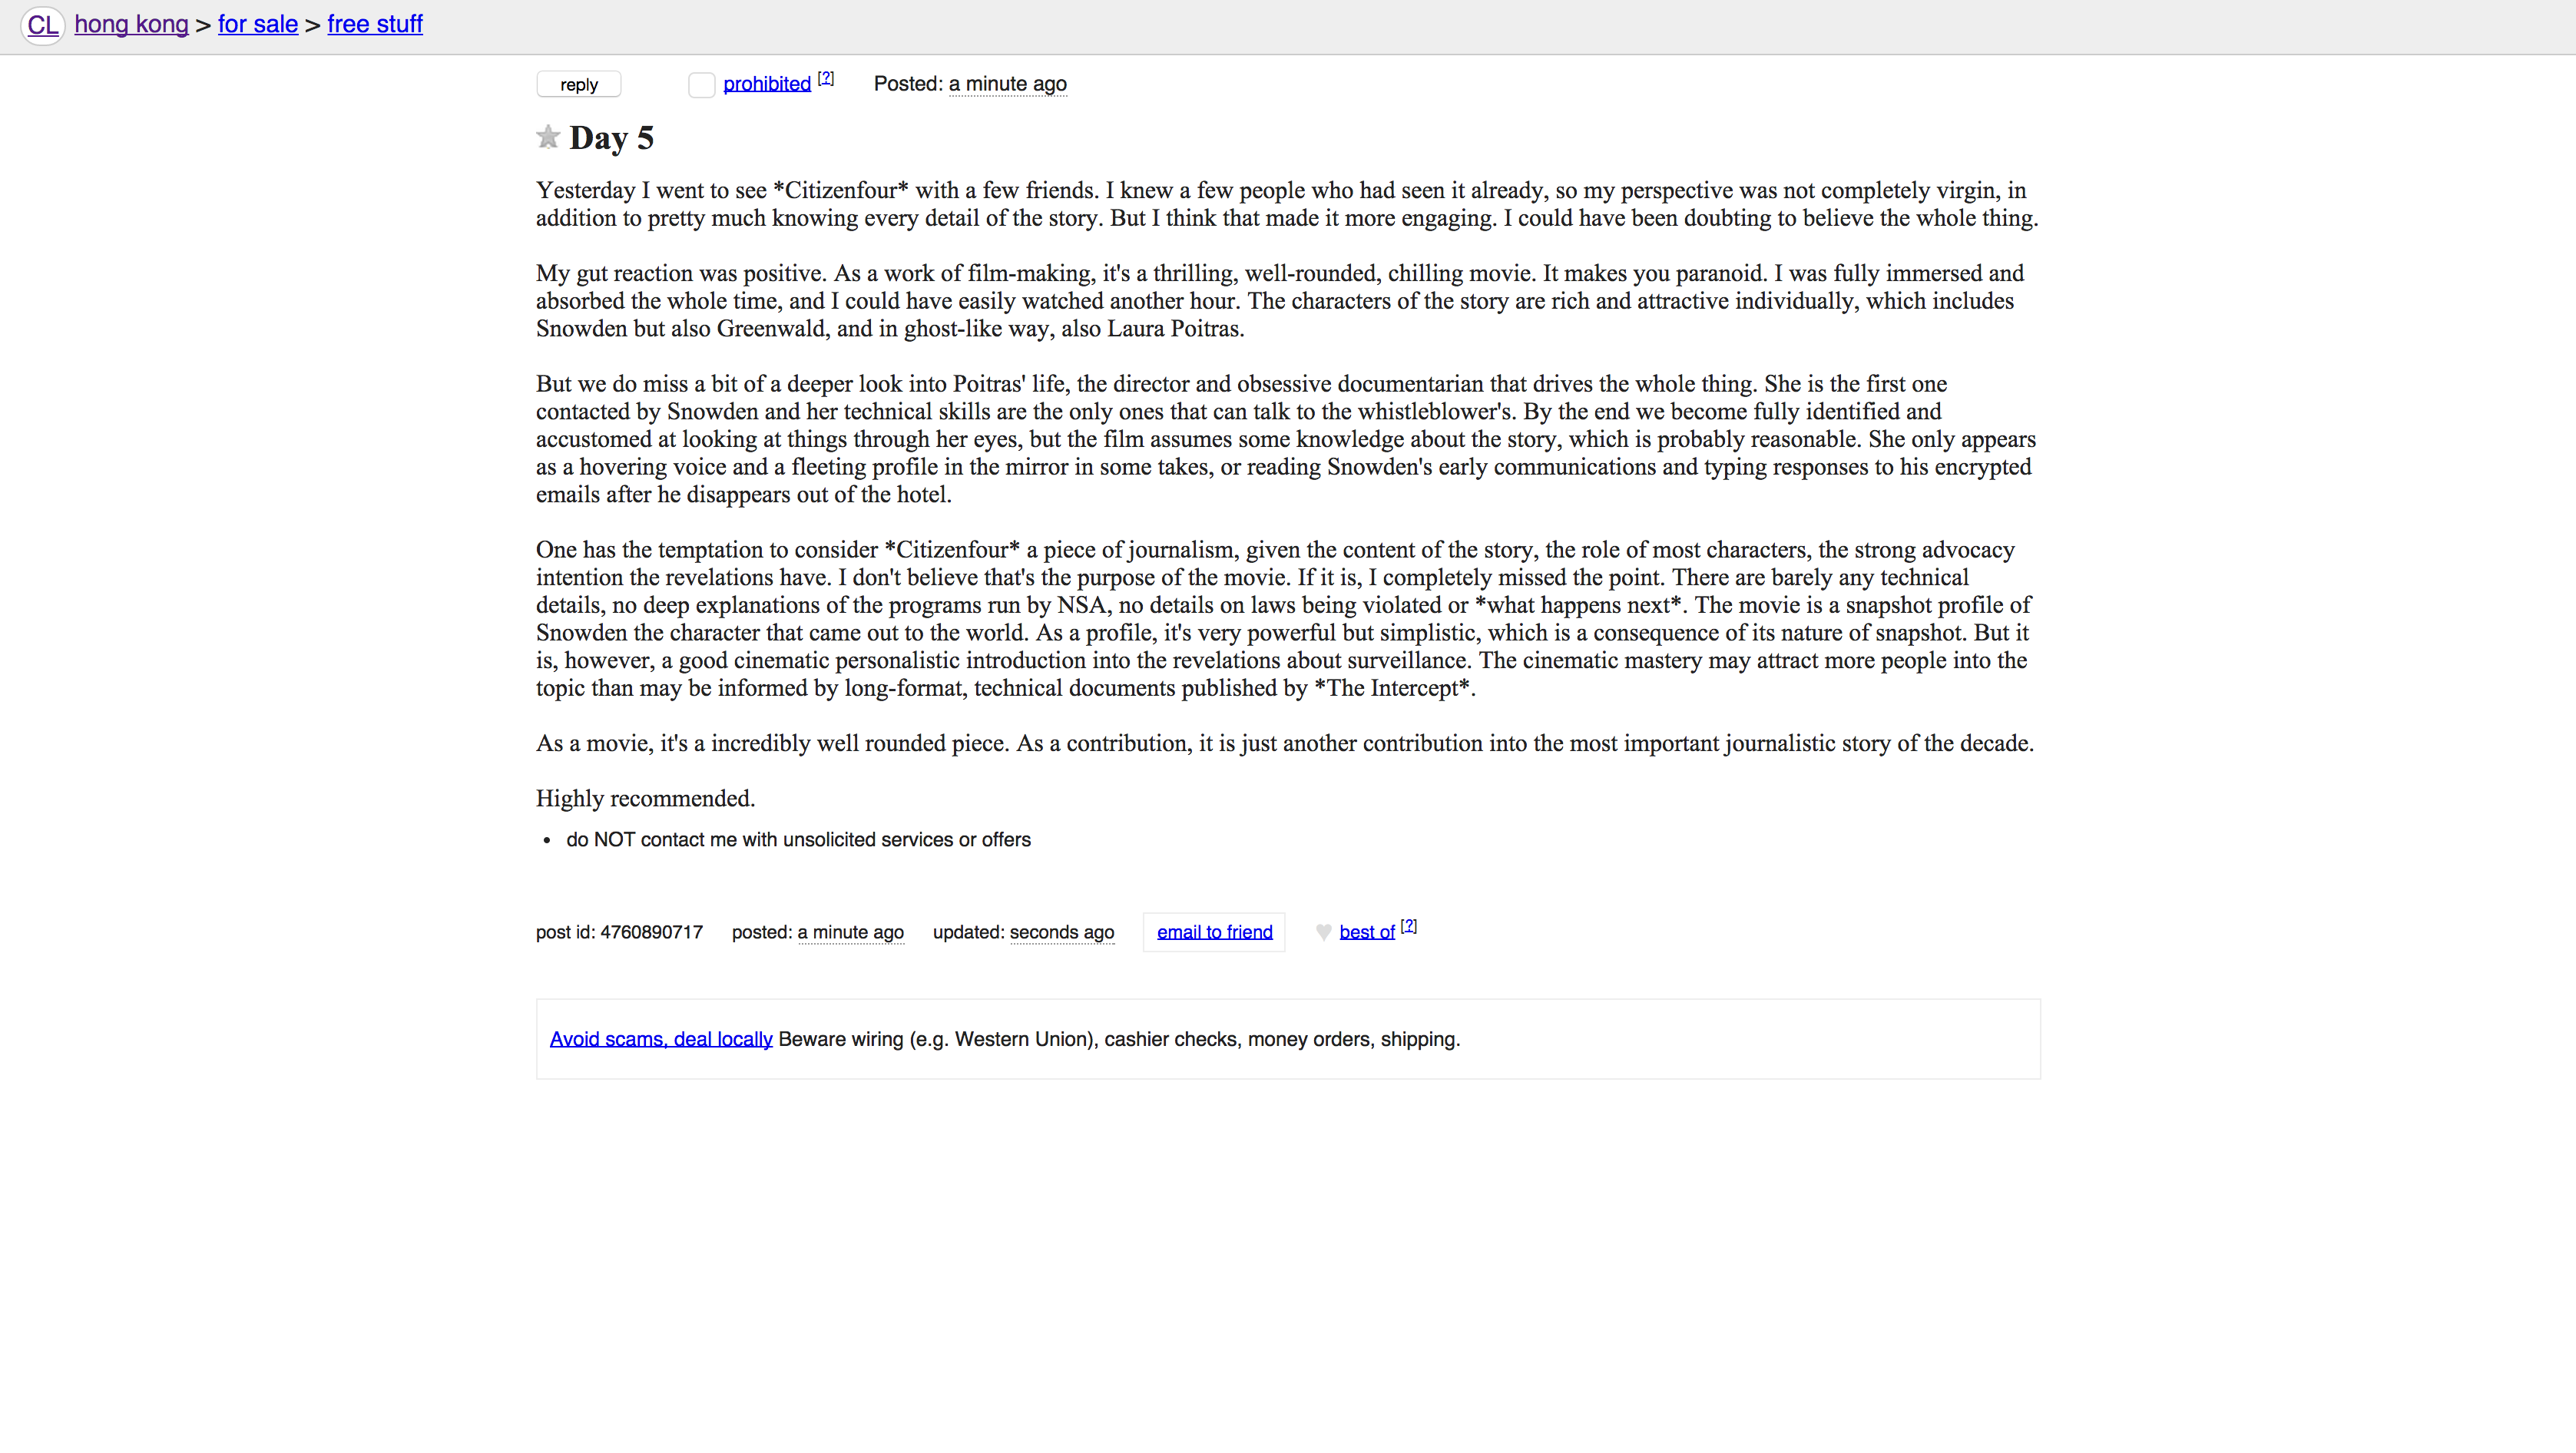 CL hong kong > for sale > free stuff
reply prohibited [?] Posted: a minute ago
Day 5
Yesterday I went to see *Citizenfour* with a few friends. I knew a few people who had seen it already, so my perspective was not completely virgin, in
addition to pretty much knowing every detail of the story. But I think that made it more engaging. I could have been doubting to believe the whole thing.
My gut reaction was positive. As a work of film-making, it's a thrilling, well-rounded, chilling movie. It makes you paranoid. I was fully immersed and
absorbed the whole time, and I could have easily watched another hour. The characters of the story are rich and attractive individually, which includes
Snowden but also Greenwald, and in ghost-like way, also Laura Poitras.
But we do miss a bit of a deeper look into Poitras' life, the director and obsessive documentarian that drives the whole thing. She is the first one
contacted by Snowden and her technical skills are the only ones that can talk to the whistleblower's. By the end we become fully identified and
accustomed at looking at things through her eyes, but the film assumes some knowledge about the story, which is probably reasonable. She only appears
as a hovering voice and a fleeting profile in the mirror in some takes, or reading Snowden's early communications and typing responses to his encrypted
emails after he disappears out of the hotel.
One has the temptation to consider *Citizenfour* a piece of journalism, given the content of the story, the role of most characters, the strong advocacy
intention the revelations have. I don't believe that's the purpose of the movie. If it is, I completely missed the point. There are barely any technical
details, no deep explanations of the programs run by NSA, no details on laws being violated or *what happens next*. The movie is a snapshot profile of
Snowden the character that came out to the world. As a profile, it's very powerful but simplistic, which is a consequence of its nature of snapshot. But it
is, however, a good cinematic personalistic introduction into the revelations about surveillance. The cinematic mastery may attract more people into the
topic than may be informed by long-format, technical documents published by *The Intercept*.
As a movie, it's a incredibly well rounded piece. As a contribution, it is just another contribution into the most important journalistic story of the decade.
Highly recommended.
• do NOT contact me with unsolicited services or offers
post id: 4760890717 posted: a minute ago updated: seconds ago email to friend ♥ best of [?]
Avoid scams, deal locally Beware wiring (e.g. Western Union), cashier checks, money orders, shipping.